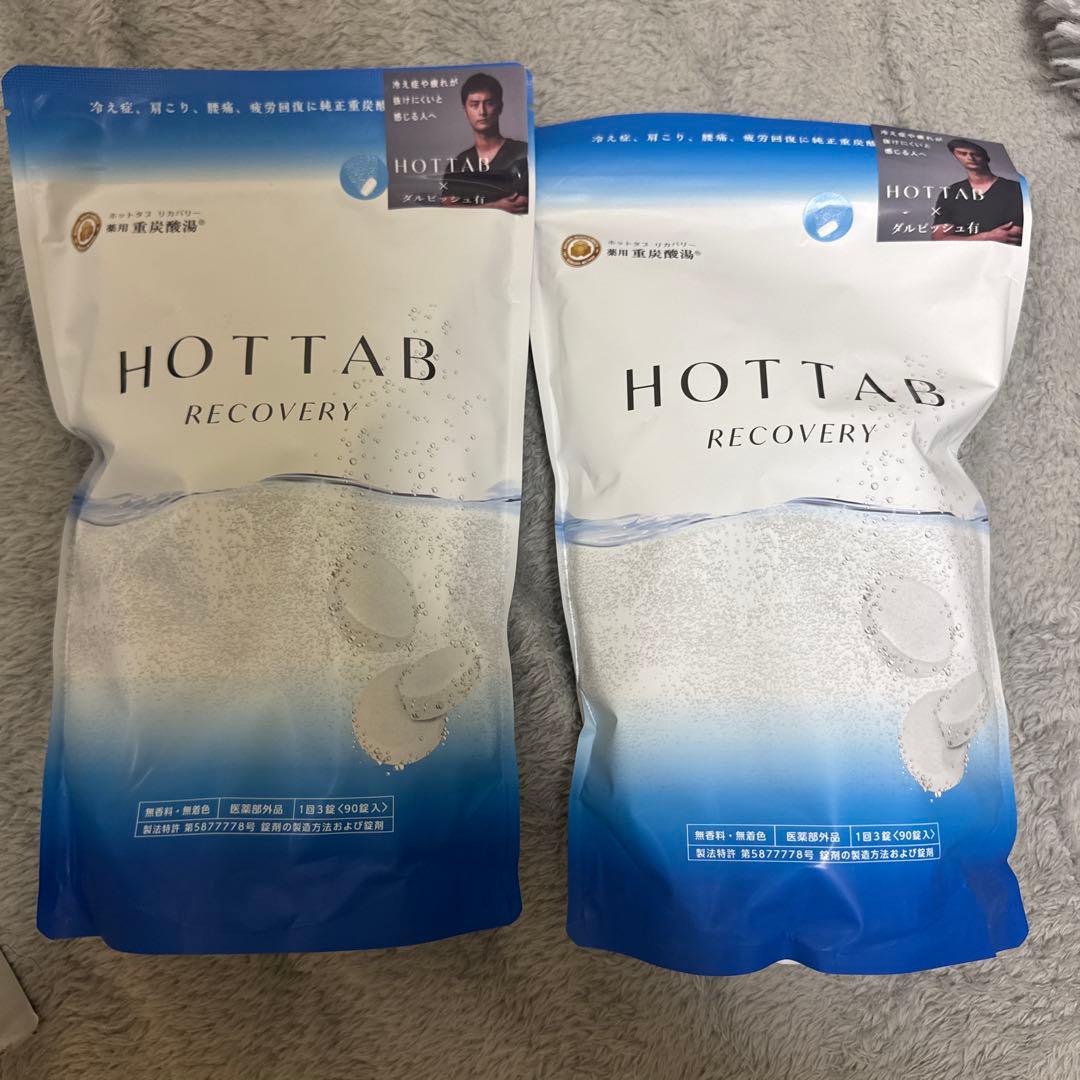 冷え症、肩こり、腰痛、疲労回復に純正重炭酸
冷え症や疲れが
抜けにくいと
感じる人へ
HOTTAB
×
ダルビッシュ有
ホットタブ リカバリー
薬用 重炭酸湯®
HOTTAB
RECOVERY
無香料・無着色 医薬部外品 1回3錠〈90錠入〉
製法特許 第5877778号 錠剤の製造方法および錠剤
冷え症、肩こり、腰痛、疲労回復に純正重炭酸
冷え症や疲れが
抜けにくいと
感じる人へ
HOTTAB
×
ダルビッシュ有
ホットタブ リカバリー
薬用 重炭酸湯®
HOTTAB
RECOVERY
無香料・無着色 医薬部外品 1回3錠〈90錠入〉
製法特許 第5877778号 錠剤の製造方法および錠剤